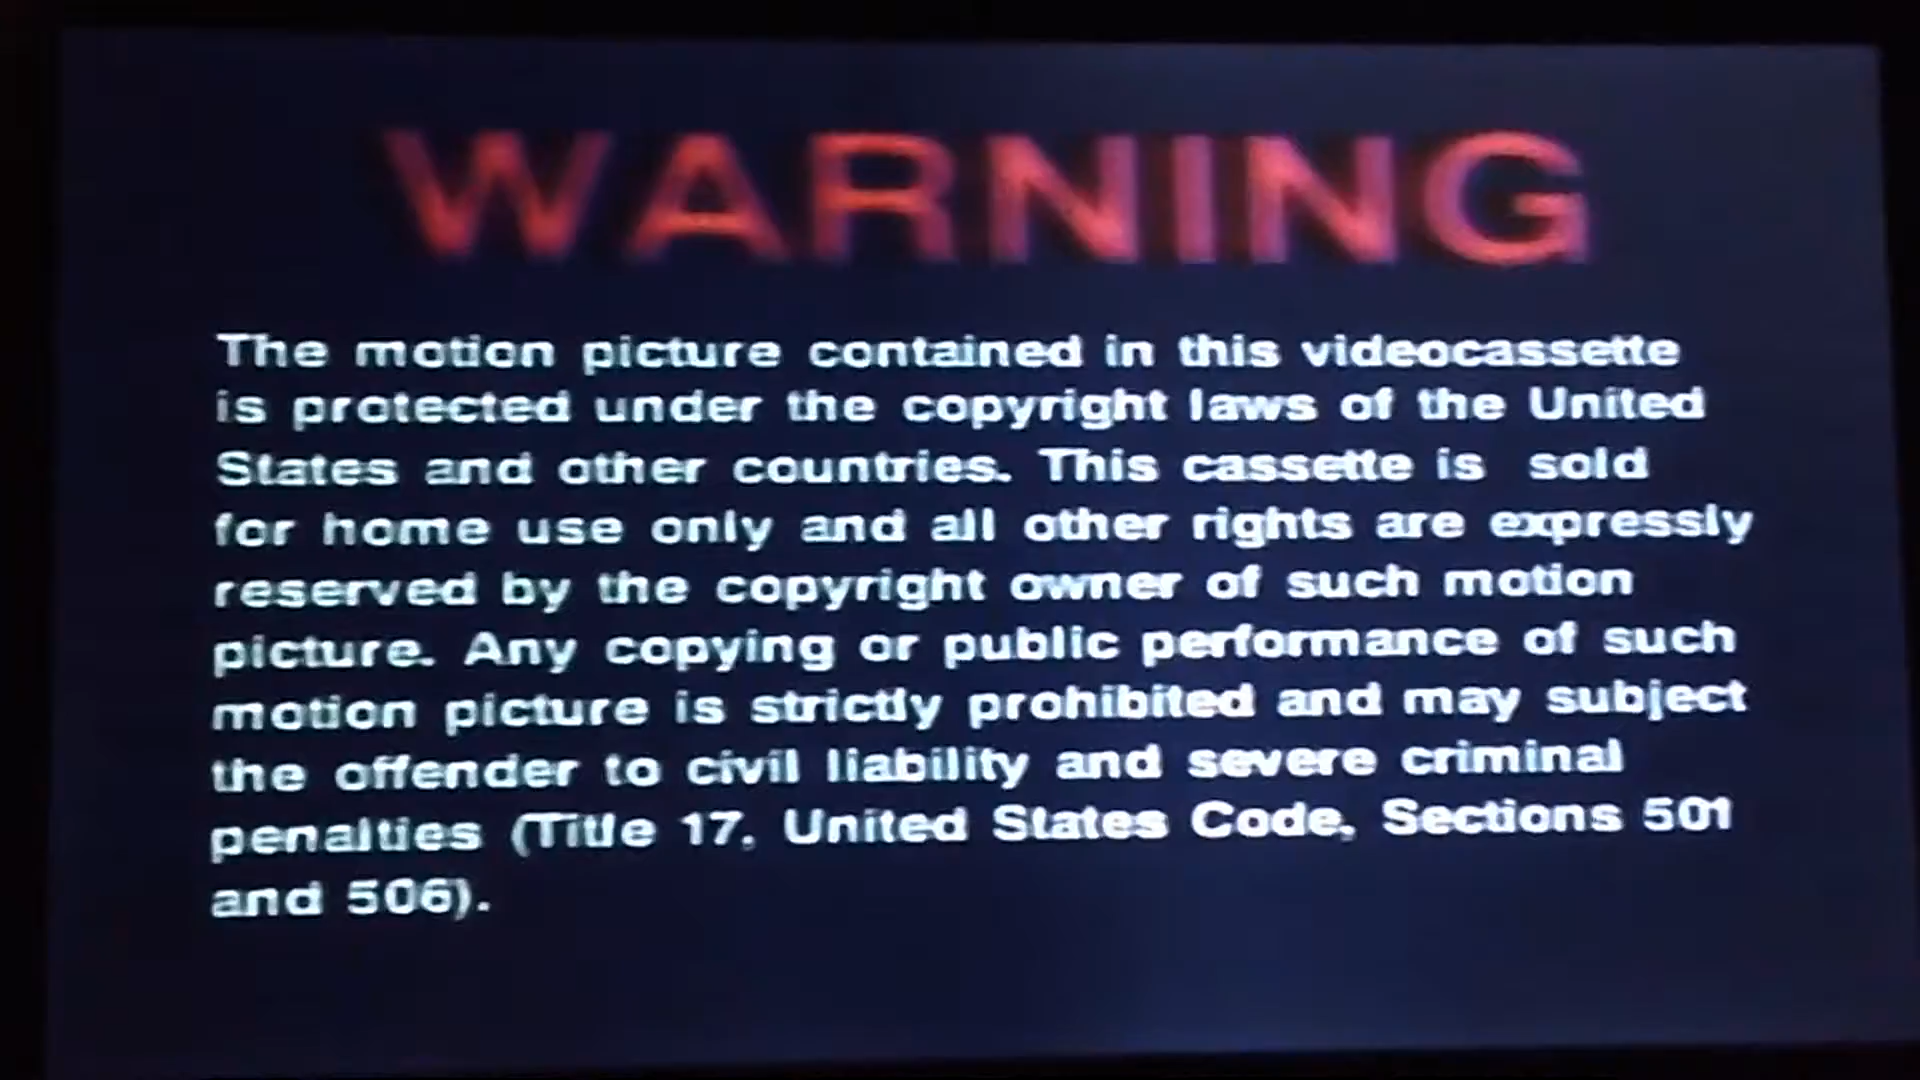 WARNING
The motion picture contained in this videocassette
is protected under the copyright laws of the United
States and other countries. This cassette is sold
for home use only and all other rights are expressly
reserved by the copyright owner of such motion
picture. Any copying or public performance of such
motion picture is strictly prohibited and may subject
the offender to civil liability and severe criminal
penalties (Title 17, United States Code, Sections 501
and 506).